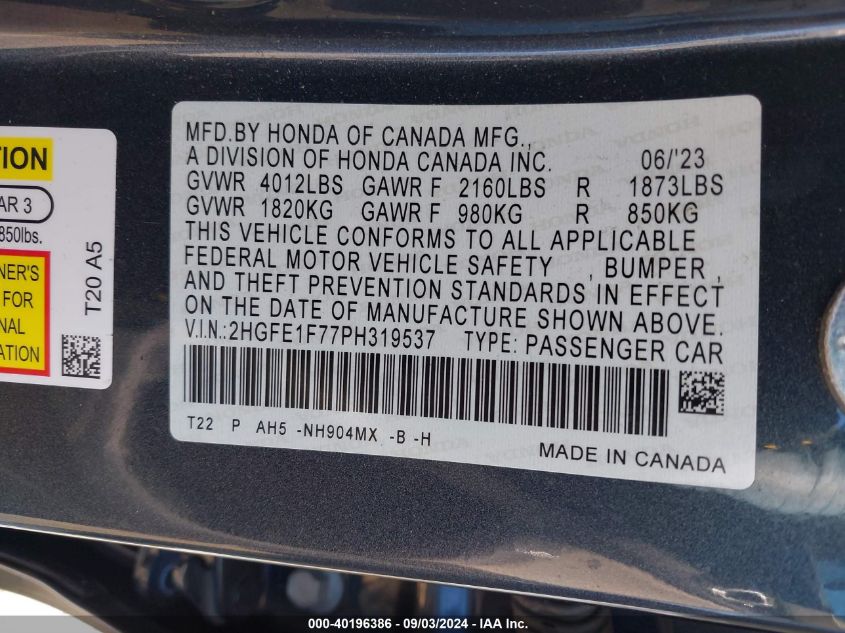 TION
AR 3
850lbs.
NER'S
FOR
NAL
ATION
T20 A5
MFD.BY HONDA OF CANADA MFG.,
A DIVISION OF HONDA CANADA INC. 06/'23
GVWR 4012LBS GAWR F 2160LBS R 1873LBS
GVWR 1820KG GAWR F 980KG R 850KG
THIS VEHICLE CONFORMS TO ALL APPLICABLE
FEDERAL MOTOR VEHICLE SAFETY , BUMPER ,
AND THEFT PREVENTION STANDARDS IN EFFECT
ON THE DATE OF MANUFACTURE SHOWN ABOVE.
V.I.N.:2HGFE1F77PH319537 TYPE: PASSENGER CAR
T22 P AH5 -NH904MX -B -H
MADE IN CANADA
000-40196386 - 09/03/2024 - IAA Inc.